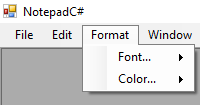 NotepadC#
File Edit Format Window
Font...
Color...